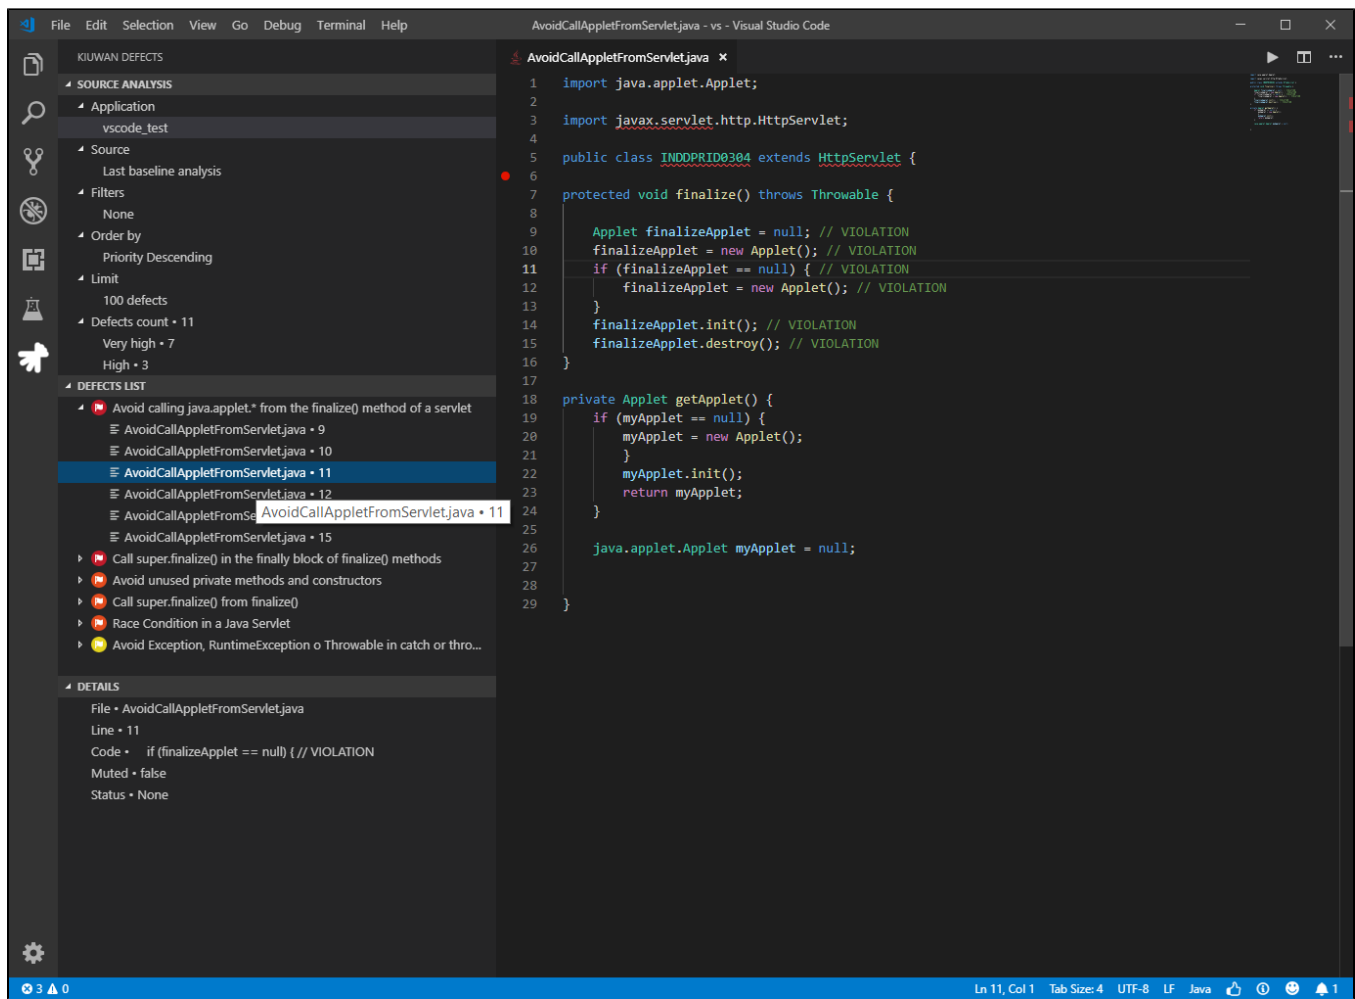 File Edit Selection View Go Debug Terminal Help AvoidCallAppletFromServlet.java - vs - Visual Studio Code
KIUWAN DEFECTS
SOURCE ANALYSIS
Application
vscode_test
Source
Last baseline analysis
Filters
None
Order by
Priority Descending
Limit
100 defects
Defects count • 11
Very high • 7
High • 3
DEFECTS LIST
Avoid calling java.applet.* from the finalize() method of a servlet
AvoidCallAppletFromServlet.java • 9
AvoidCallAppletFromServlet.java • 10
AvoidCallAppletFromServlet.java • 11
AvoidCallAppletFromServlet.java • 12
AvoidCallAppletFromSe
AvoidCallAppletFromServlet.java • 11
AvoidCallAppletFromServlet.java • 15
Call super.finalize() in the finally block of finalize() methods
Avoid unused private methods and constructors
Call super.finalize() from finalize()
Race Condition in a Java Servlet
Avoid Exception, RuntimeException o Throwable in catch or thro...
DETAILS
File • AvoidCallAppletFromServlet.java
Line • 11
Code • if (finalizeApplet == null) { // VIOLATION
Muted • false
Status • None
AvoidCallAppletFromServlet.java
1 import java.applet.Applet;
2
3 import javax.servlet.http.HttpServlet;
4
5 public class INDDPRID0304 extends HttpServlet {
6
7 protected void finalize() throws Throwable {
8
9 Applet finalizeApplet = null; // VIOLATION
10 finalizeApplet = new Applet(); // VIOLATION
11 if (finalizeApplet == null) { // VIOLATION
12 finalizeApplet = new Applet(); // VIOLATION
13 }
14 finalizeApplet.init(); // VIOLATION
15 finalizeApplet.destroy(); // VIOLATION
16 }
17
18 private Applet getApplet() {
19 if (myApplet == null) {
20 myApplet = new Applet();
21 }
22 myApplet.init();
23 return myApplet;
24 }
25
26 java.applet.Applet myApplet = null;
27
28
29 }
3 0 Ln 11, Col 1 Tab Size: 4 UTF-8 LF Java 1